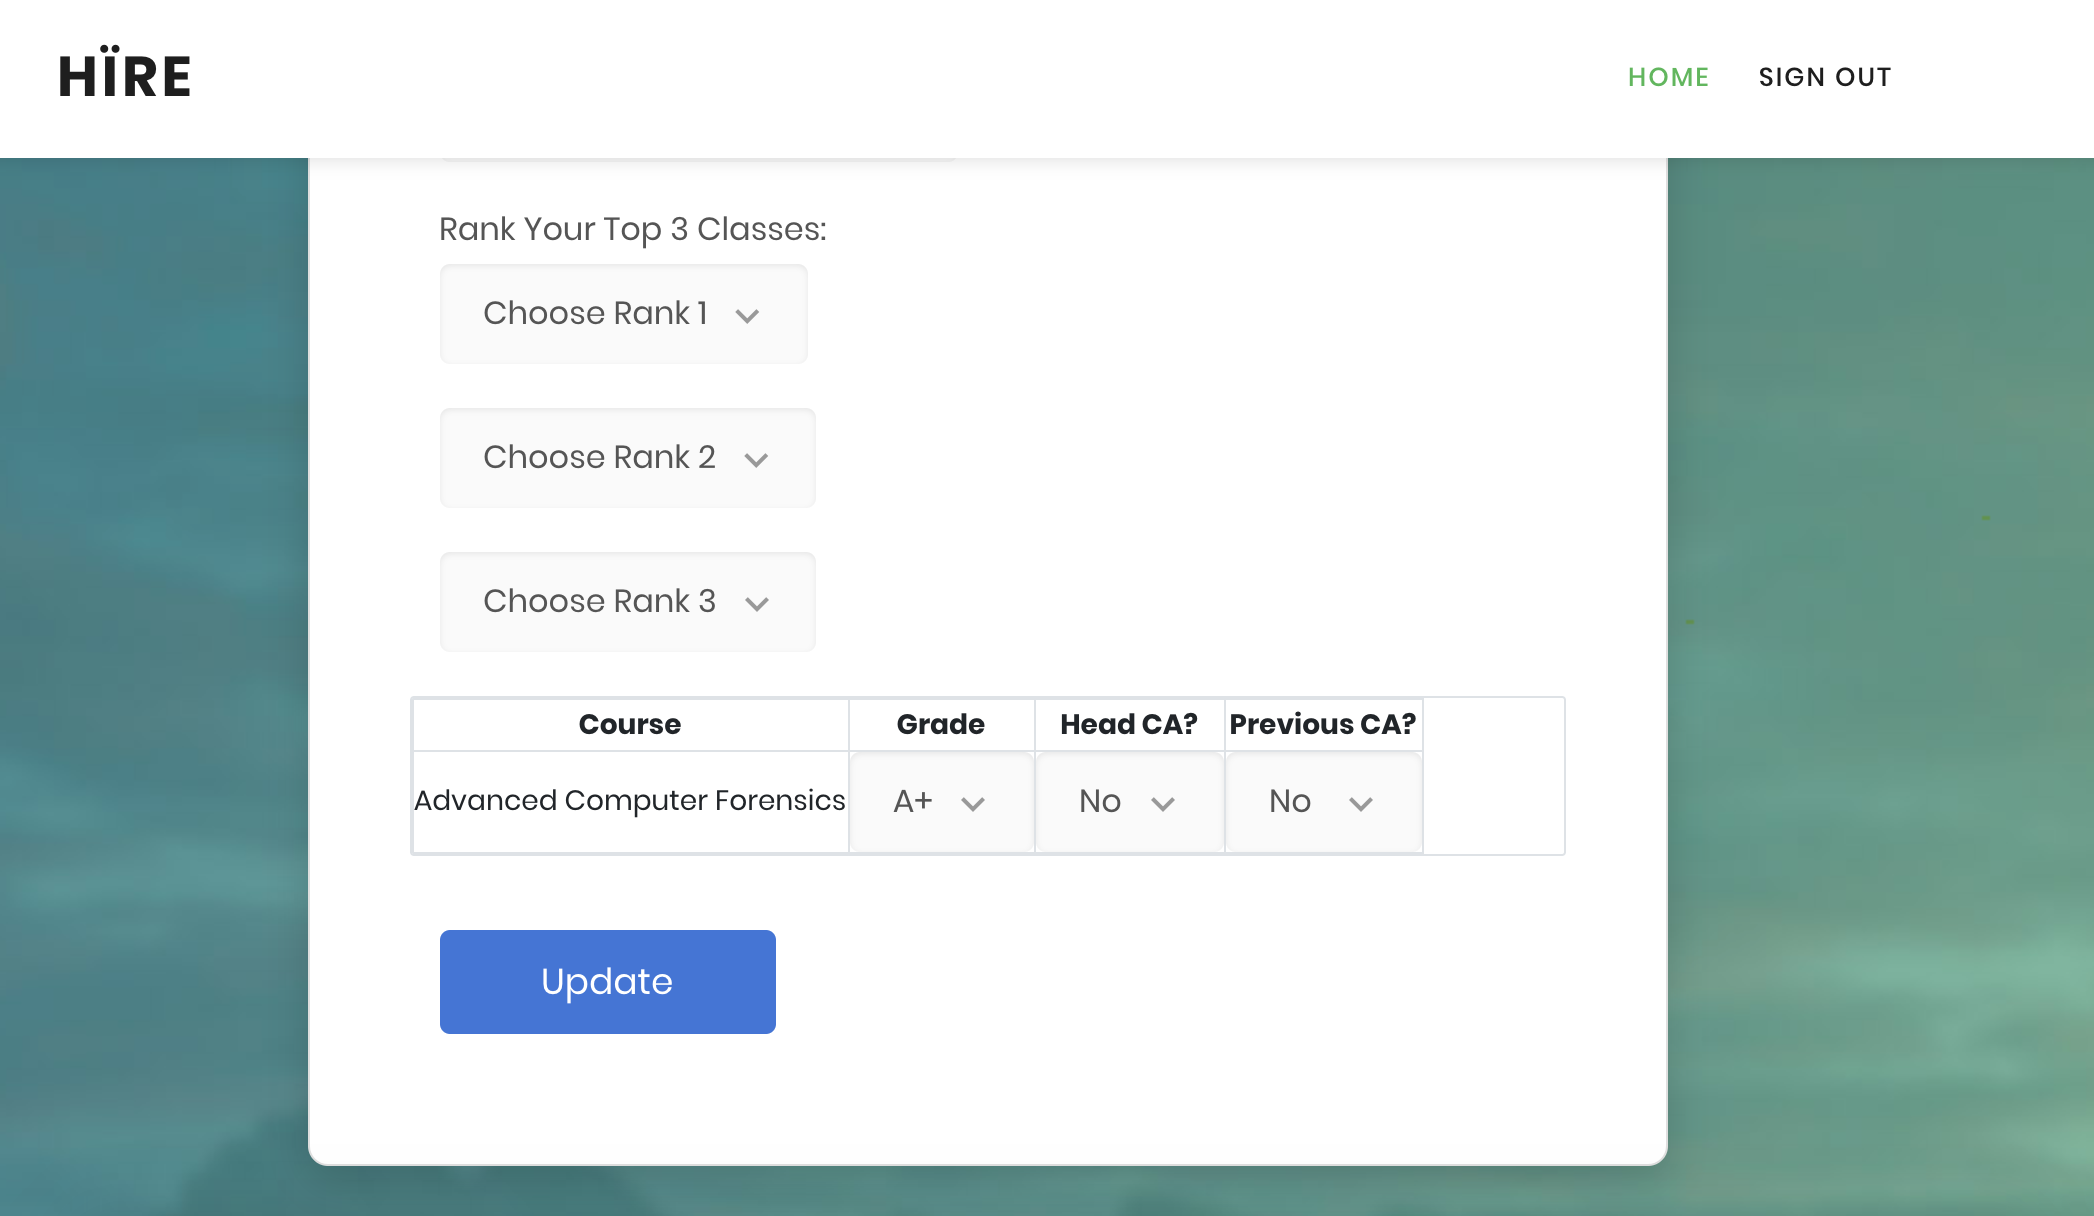 HÏRE
HOME SIGN OUT
Rank Your Top 3 Classes:
Choose Rank 1
Choose Rank 2
Choose Rank 3
Course Grade Head CA? Previous CA?
Advanced Computer Forensics A+ No No
Update